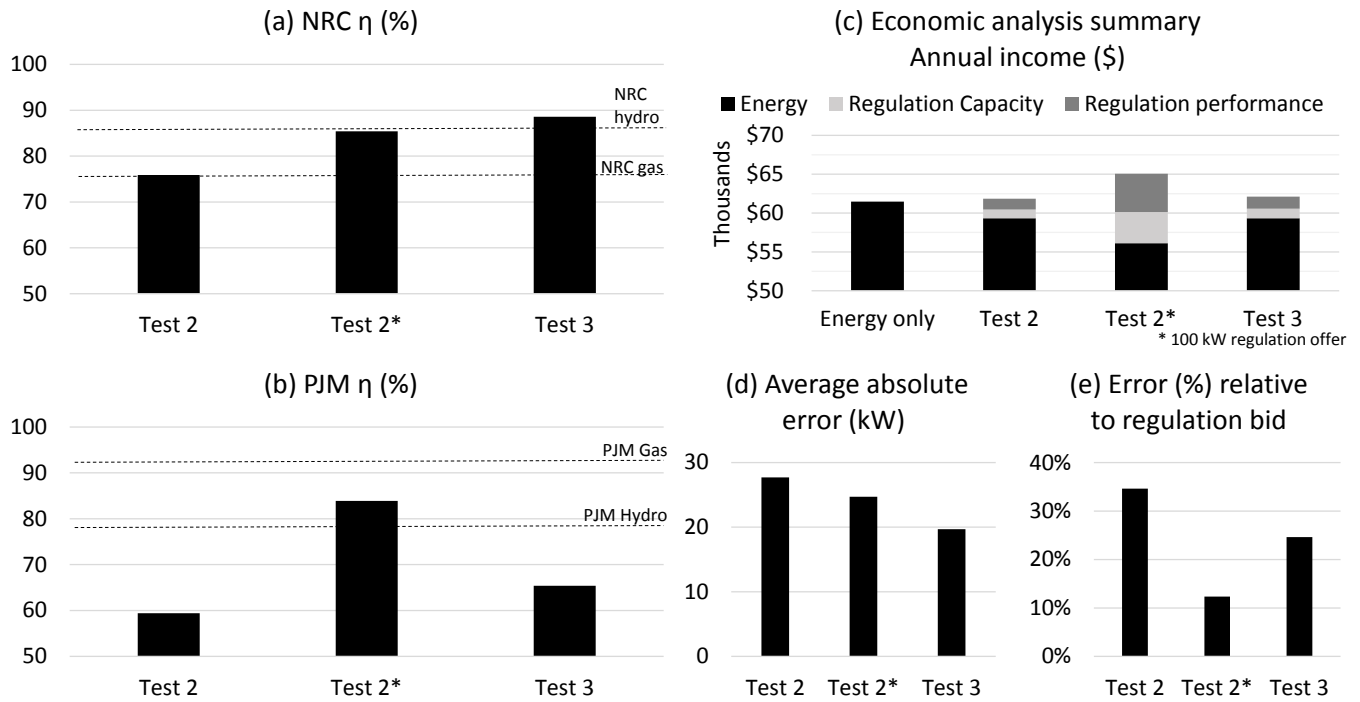 (a) NRC η (%)
100
90
80
70
60
50
NRC
hydro
NRC gas
Test 2
Test 2*
Test 3
(b) PJM η (%)
100
90
80
70
60
50
PJM Gas
PJM Hydro
Test 2
Test 2*
Test 3
(c) Economic analysis summary
Annual income ($)
Energy
Regulation Capacity
Regulation performance
Thousands
$70
$65
$60
$55
$50
Energy only
Test 2
Test 2*
Test 3
* 100 kW regulation offer
(d) Average absolute
error (kW)
30
20
10
0
Test 2
Test 2*
Test 3
(e) Error (%) relative
to regulation bid
40%
30%
20%
10%
0%
Test 2
Test 2*
Test 3